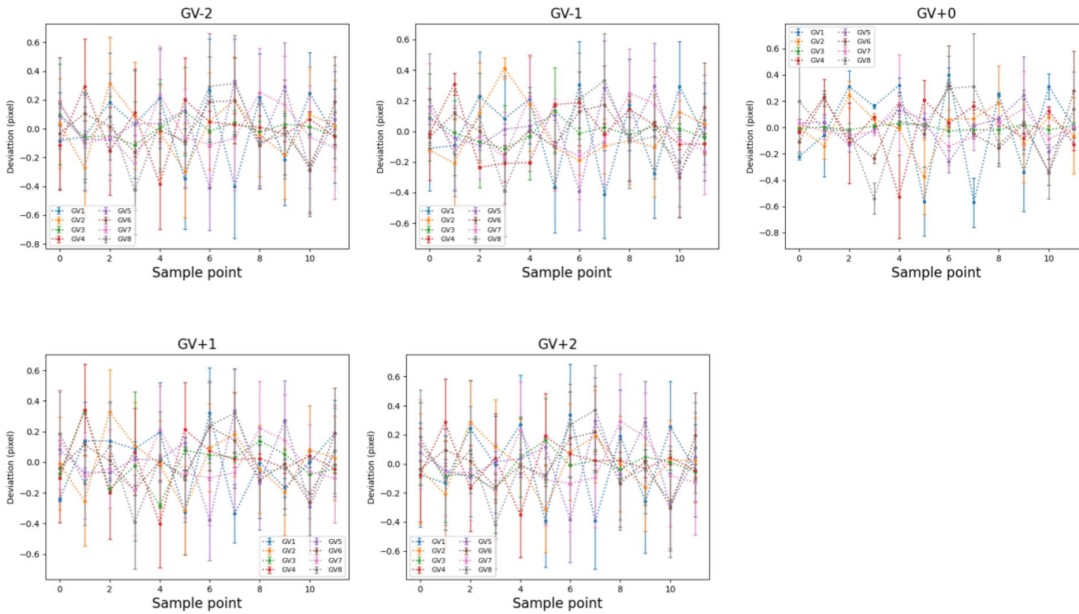 GV-2
GV-1
GV+0
Deviattion (pixel)
0.6
0.4
0.2
0.0
−0.2
−0.4
−0.6
−0.8
GV1 GV5
GV2 GV6
GV3 GV7
GV4 GV8
0 2 4 6 8 10
Sample point
Deviattion (pixel)
0.6
0.4
0.2
0.0
−0.2
−0.4
−0.6
GV1 GV5
GV2 GV6
GV3 GV7
GV4 GV8
0 2 4 6 8 10
Sample point
Deviattion (pixel)
0.6
0.4
0.2
0.0
−0.2
−0.4
−0.6
−0.8
GV1 GV5
GV2 GV6
GV3 GV7
GV4 GV8
0 2 4 6 8 10
Sample point
GV+1
GV+2
Deviattion (pixel)
0.6
0.4
0.2
0.0
−0.2
−0.4
−0.6
GV1 GV5
GV2 GV6
GV3 GV7
GV4 GV8
0 2 4 6 8 10
Sample point
Deviattion (pixel)
0.6
0.4
0.2
0.0
−0.2
−0.4
−0.6
GV1 GV5
GV2 GV6
GV3 GV7
GV4 GV8
0 2 4 6 8 10
Sample point